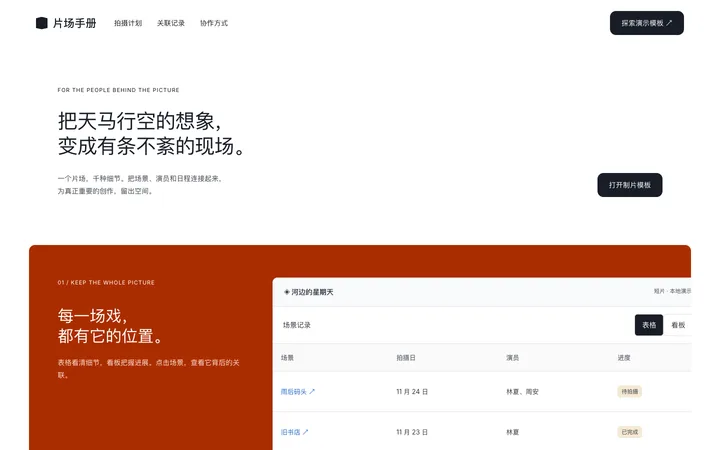 片场手册
拍摄计划
关联记录
协作方式
探索演示模板 ↗
FOR THE PEOPLE BEHIND THE PICTURE
把天马行空的想象，
变成有条不紊的现场。
一个片场，千种细节。把场景、演员和日程连接起来，
为真正重要的创作，留出空间。
打开制片模板
01 / KEEP THE WHOLE PICTURE
每一场戏，
都有它的位置。
表格看清细节，看板把握进展。点击场景，查看它背后的关
联。
✦ 河边的星期天
短片 · 本地演示
场景记录
表格
看板
场景
拍摄日
演员
进度
雨后码头 ↗
11 月 24 日
林夏、周安
待拍摄
旧书店 ↗
11 月 23 日
林夏
已完成